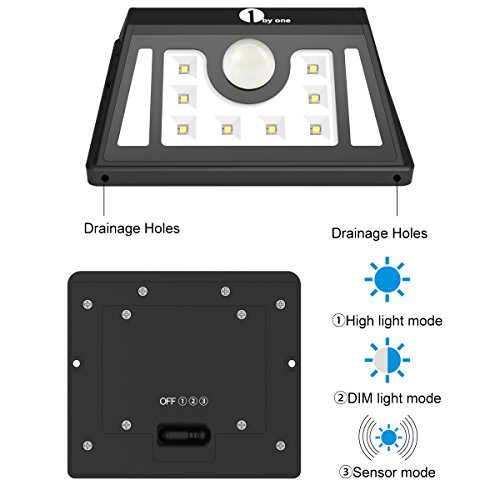 1 by one
Drainage Holes
Drainage Holes
①High light mode
OFF ①②③
②DIM light mode
③Sensor mode